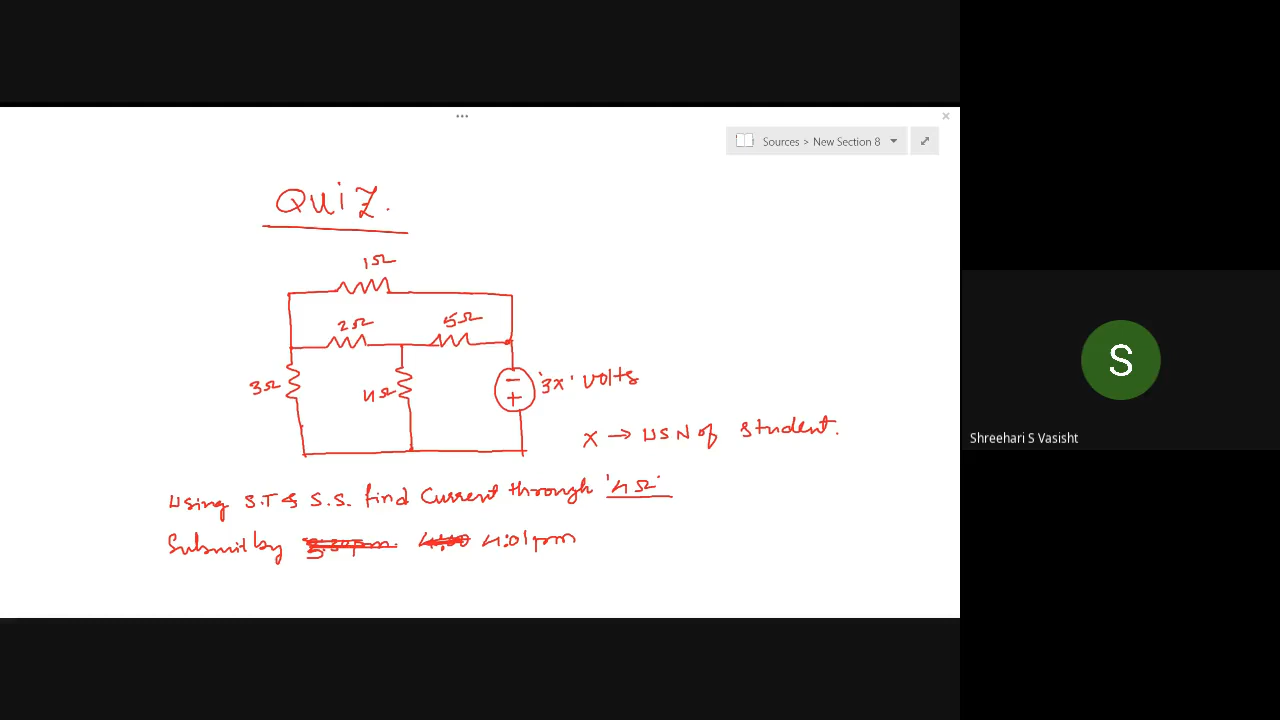 Sources > New Section 8
QUIZ.
1Ω
2Ω
5Ω
3Ω
4Ω
'3x' volts
x → USN of student.
Using S.T & S.S. find current through '4Ω'
Submit by 4:01pm
S
Shreehari S Vasisht